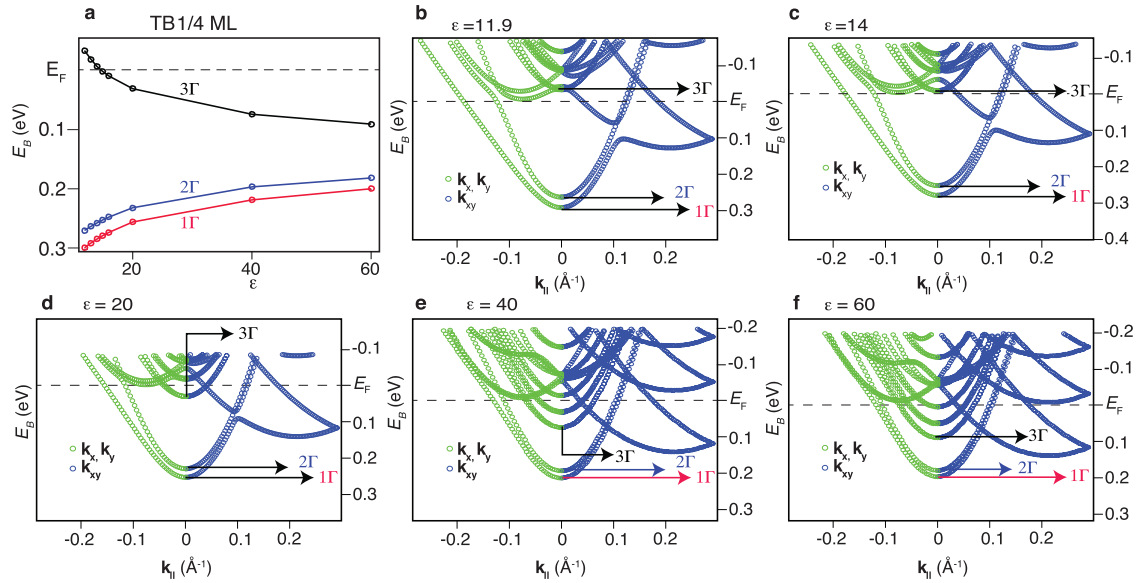 a TB1/4 ML
E_F
0.1
0.2
0.3
E_B (eV)
3Γ
2Γ
1Γ
20 40 60
ε
b ε=11.9
-0.1
E_F
0.1
0.2
0.3
E_B (eV)
3Γ
2Γ
1Γ
k_x, k_y
k_xy
-0.2 -0.1 0 0.1 0.2
k_|| (Å⁻¹)
c ε=14
-0.1
E_F
0.1
0.2
0.3
0.4
E_B (eV)
3Γ
2Γ
1Γ
k_x, k_y
k_xy
-0.2 -0.1 0 0.1 0.2
k_|| (Å⁻¹)
d ε = 20
-0.1
E_F
0.1
0.2
0.3
E_B (eV)
3Γ
2Γ
1Γ
k_x, k_y
k_xy
-0.2 -0.1 0 0.1 0.2
k_|| (Å⁻¹)
e ε = 40
-0.2
-0.1
E_F
0.1
0.2
0.3
E_B (eV)
3Γ
2Γ
1Γ
k_x, k_y
k_xy
-0.2 -0.1 0 0.1 0.2
k_|| (Å⁻¹)
f ε = 60
-0.2
-0.1
E_F
0.1
0.2
0.3
E_B (eV)
3Γ
2Γ
1Γ
k_x, k_y
k_xy
-0.2 -0.1 0 0.1 0.2
k_|| (Å⁻¹)